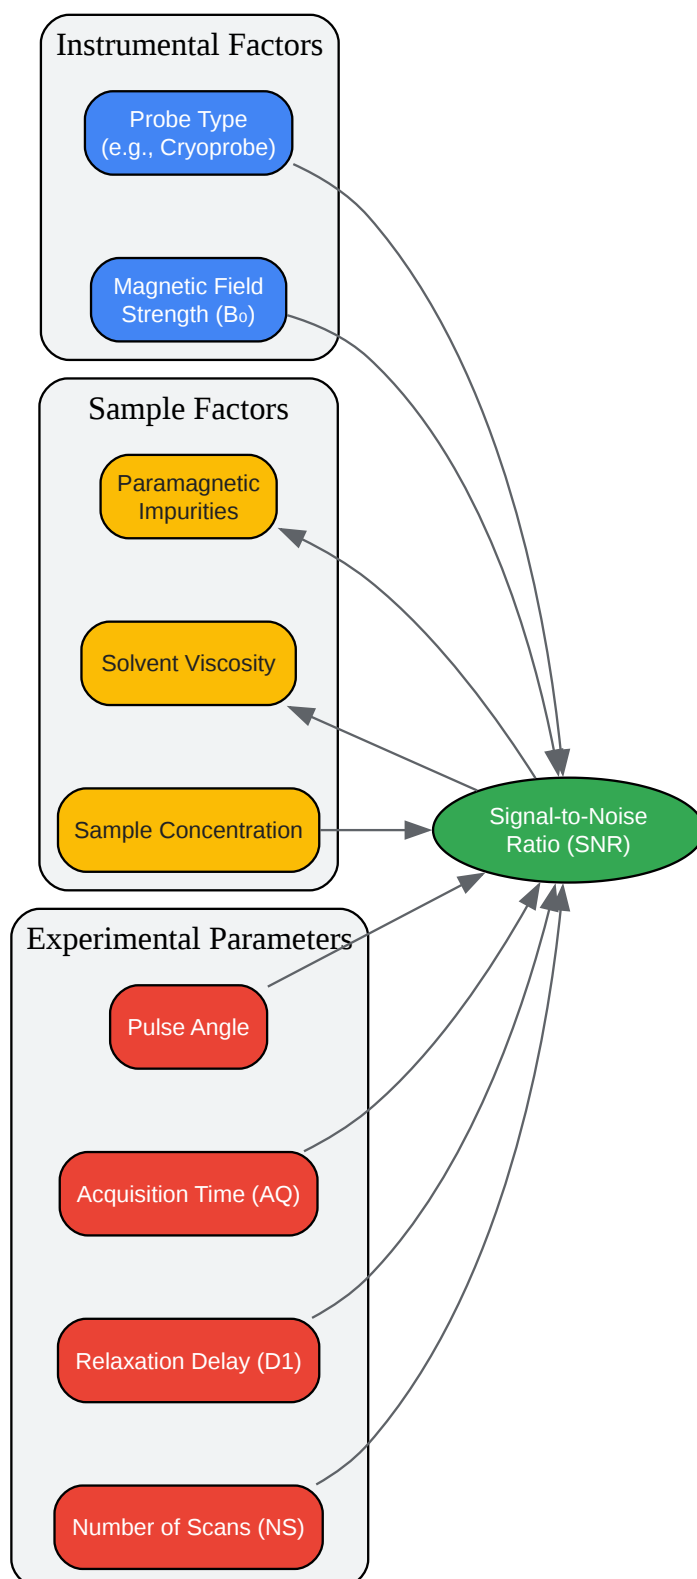 Instrumental Factors
Probe Type
(e.g., Cryoprobe)
Magnetic Field
Strength (B₀)
Sample Factors
Paramagnetic
Impurities
Solvent Viscosity
Sample Concentration
Signal-to-Noise
Ratio (SNR)
Experimental Parameters
Pulse Angle
Acquisition Time (AQ)
Relaxation Delay (D1)
Number of Scans (NS)